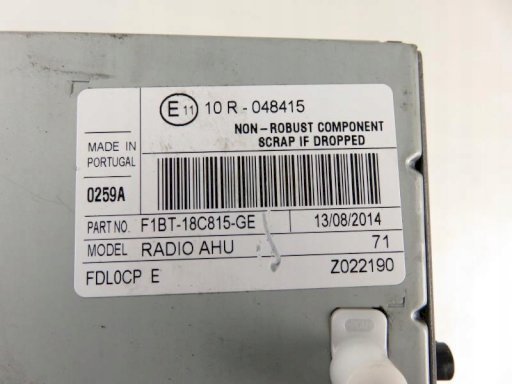 E 11 10 R - 048415
NON - ROBUST COMPONENT
SCRAP IF DROPPED
MADE IN
PORTUGAL
0259A
PART NO. F1BT-18C815-GE 13/08/2014
MODEL RADIO AHU 71
FDL0CP E Z022190